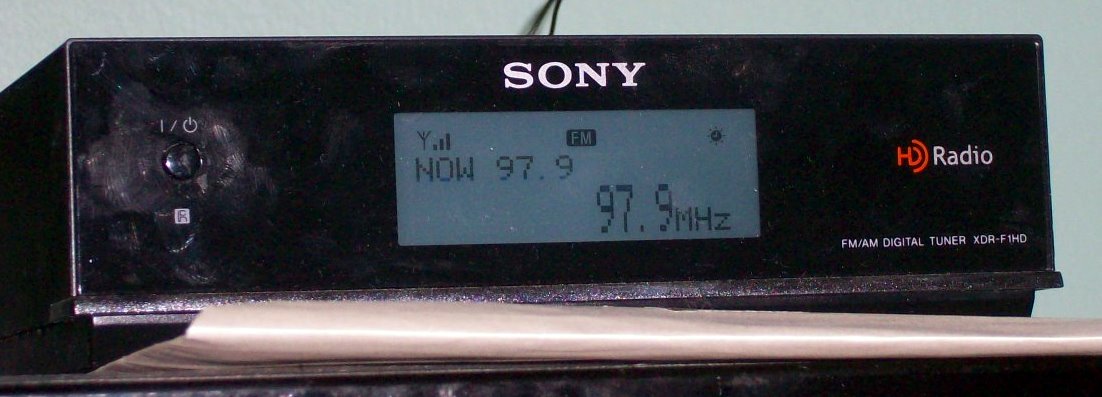 SONY
I/⏻
FM
NOW 97.9
97.9MHz
HD Radio
R
FM/AM DIGITAL TUNER XDR-F1HD